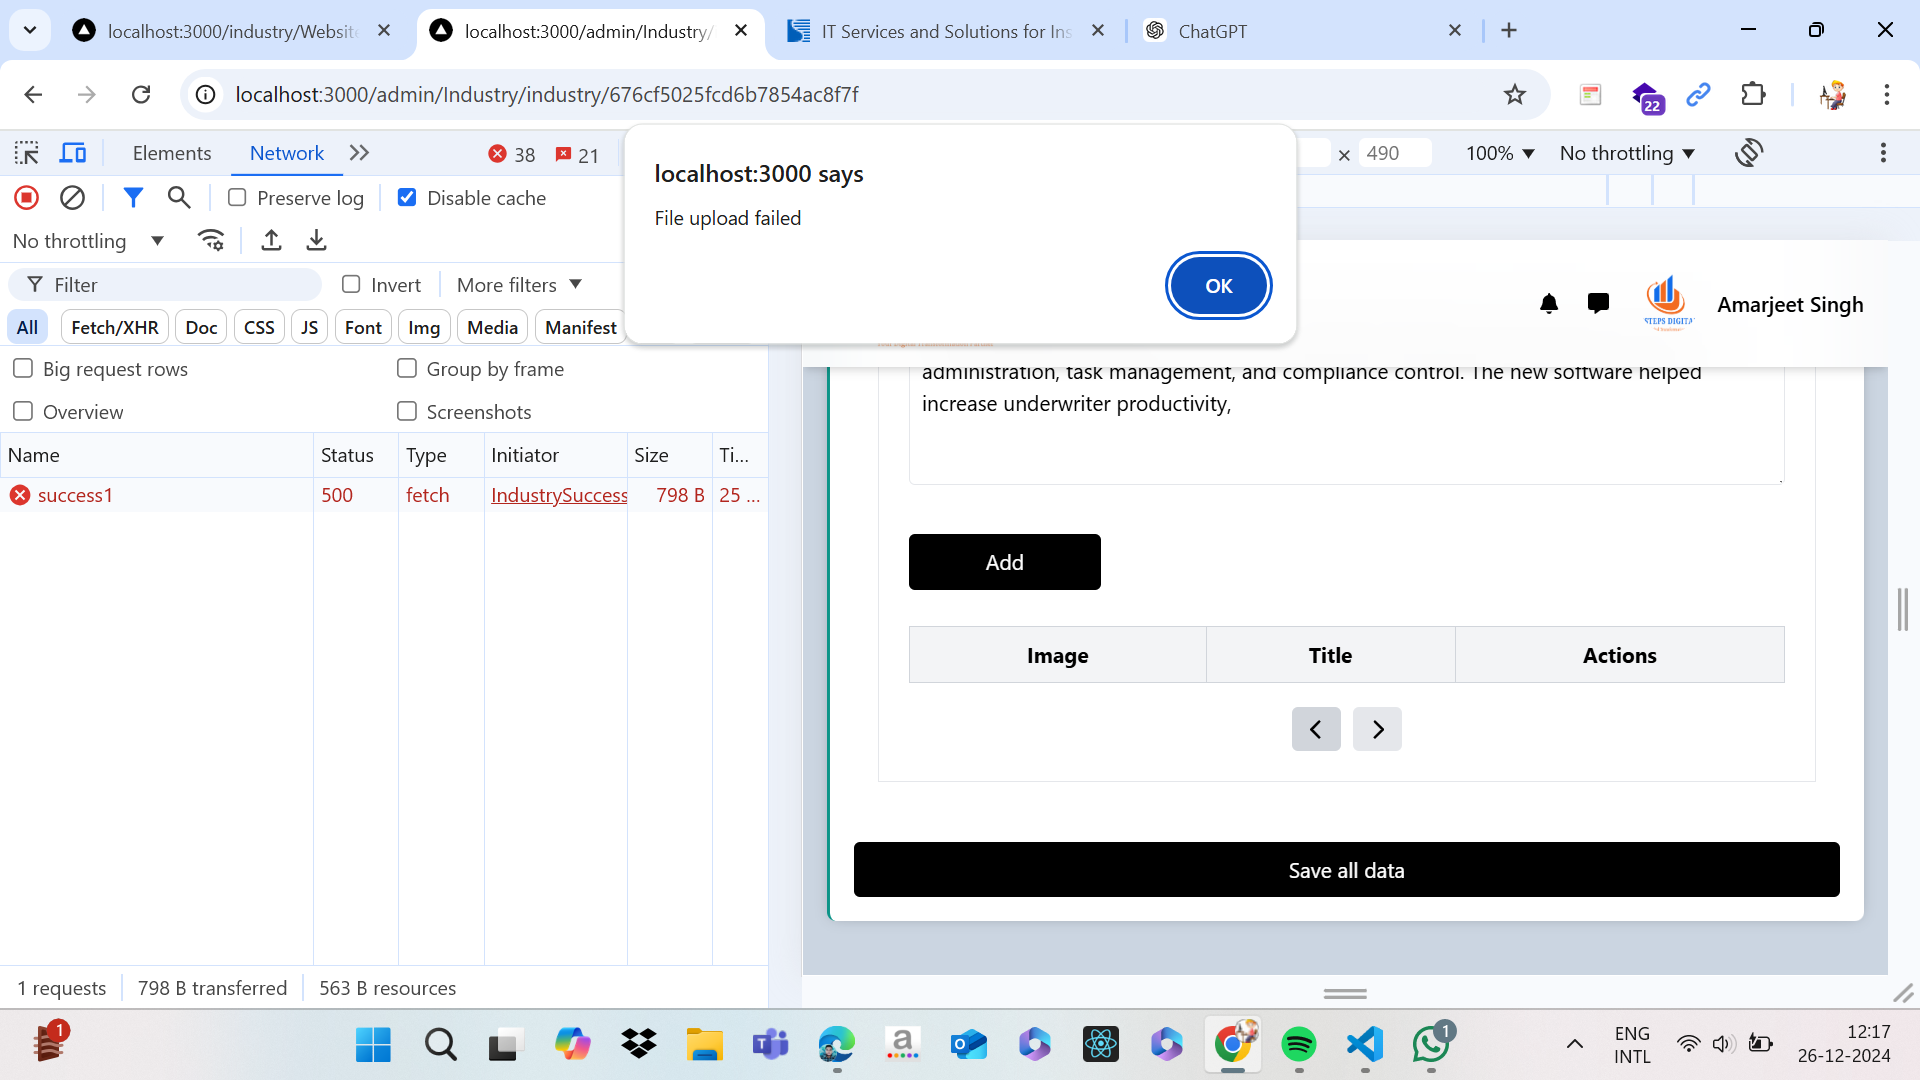 localhost:3000/industry/Website
localhost:3000/admin/Industry/
IT Services and Solutions for Ins
ChatGPT
localhost:3000/admin/Industry/industry/676cf5025fcd6b7854ac8f7f
22
Elements
Network
38
21
× 490
100%
No throttling
Preserve log
Disable cache
No throttling
Filter
Invert
More filters
All
Fetch/XHR
Doc
CSS
JS
Font
Img
Media
Manifest
Big request rows
Group by frame
Overview
Screenshots
Name
Status
Type
Initiator
Size
Ti...
success1
500
fetch
IndustrySuccess
798 B
25 ...
1 requests
798 B transferred
563 B resources
localhost:3000 says
File upload failed
OK
STEPS DIGITA
Amarjeet Singh
administration, task management, and compliance control. The new software helped
increase underwriter productivity,
Add
Image
Title
Actions
Save all data
1
1
ENG
INTL
12:17
26-12-2024